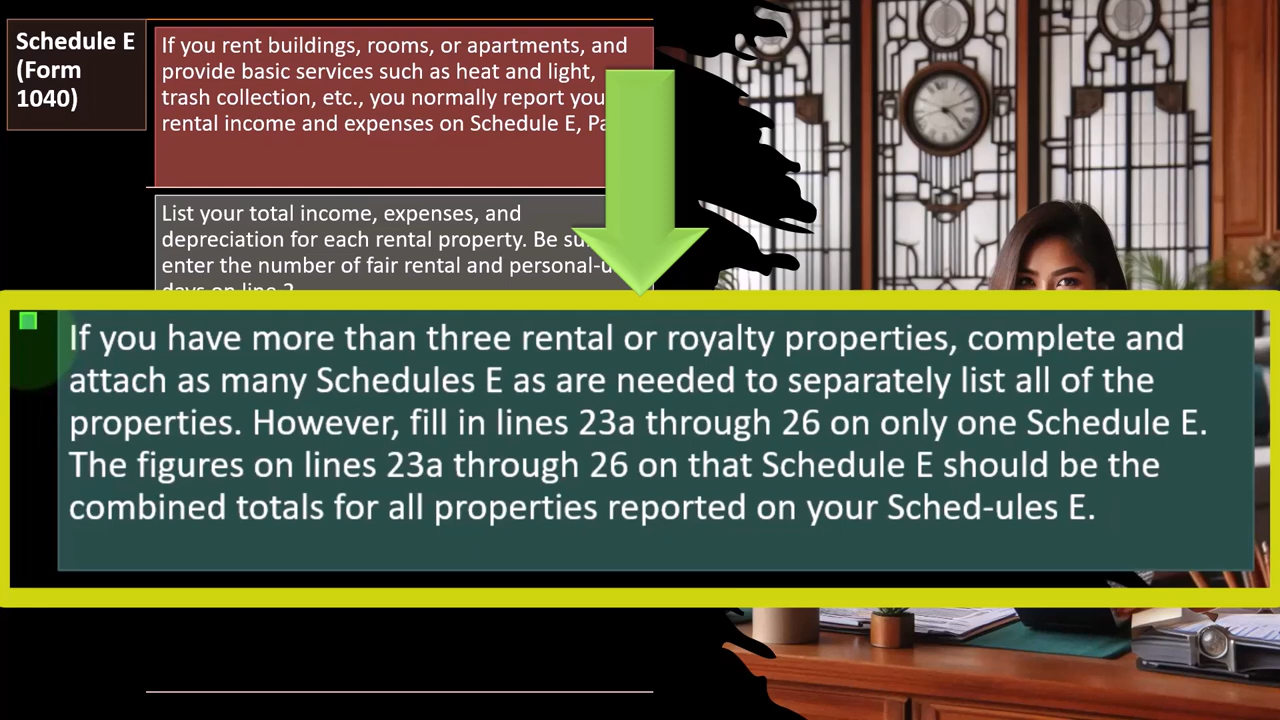 Schedule E
(Form
1040)
If you rent buildings, rooms, or apartments, and
provide basic services such as heat and light,
trash collection, etc., you normally report
rental income and expenses on Schedule E,
List your total income, expenses, and
depreciation for each rental property. Be
enter the number of fair rental and
If you have more than three rental or royalty properties, complete and
attach as many Schedules E as are needed to separately list all of the
properties. However, fill in lines 23a through 26 on only one Schedule E.
The figures on lines 23a through 26 on that Schedule E should be the
combined totals for all properties reported on your Sched-ules E.